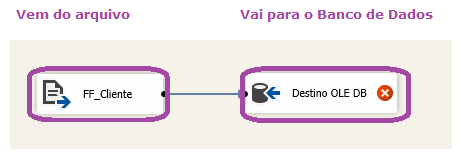 Vem do arquivo
Vai para o Banco de Dados
FF_Cliente
Destino OLE DB